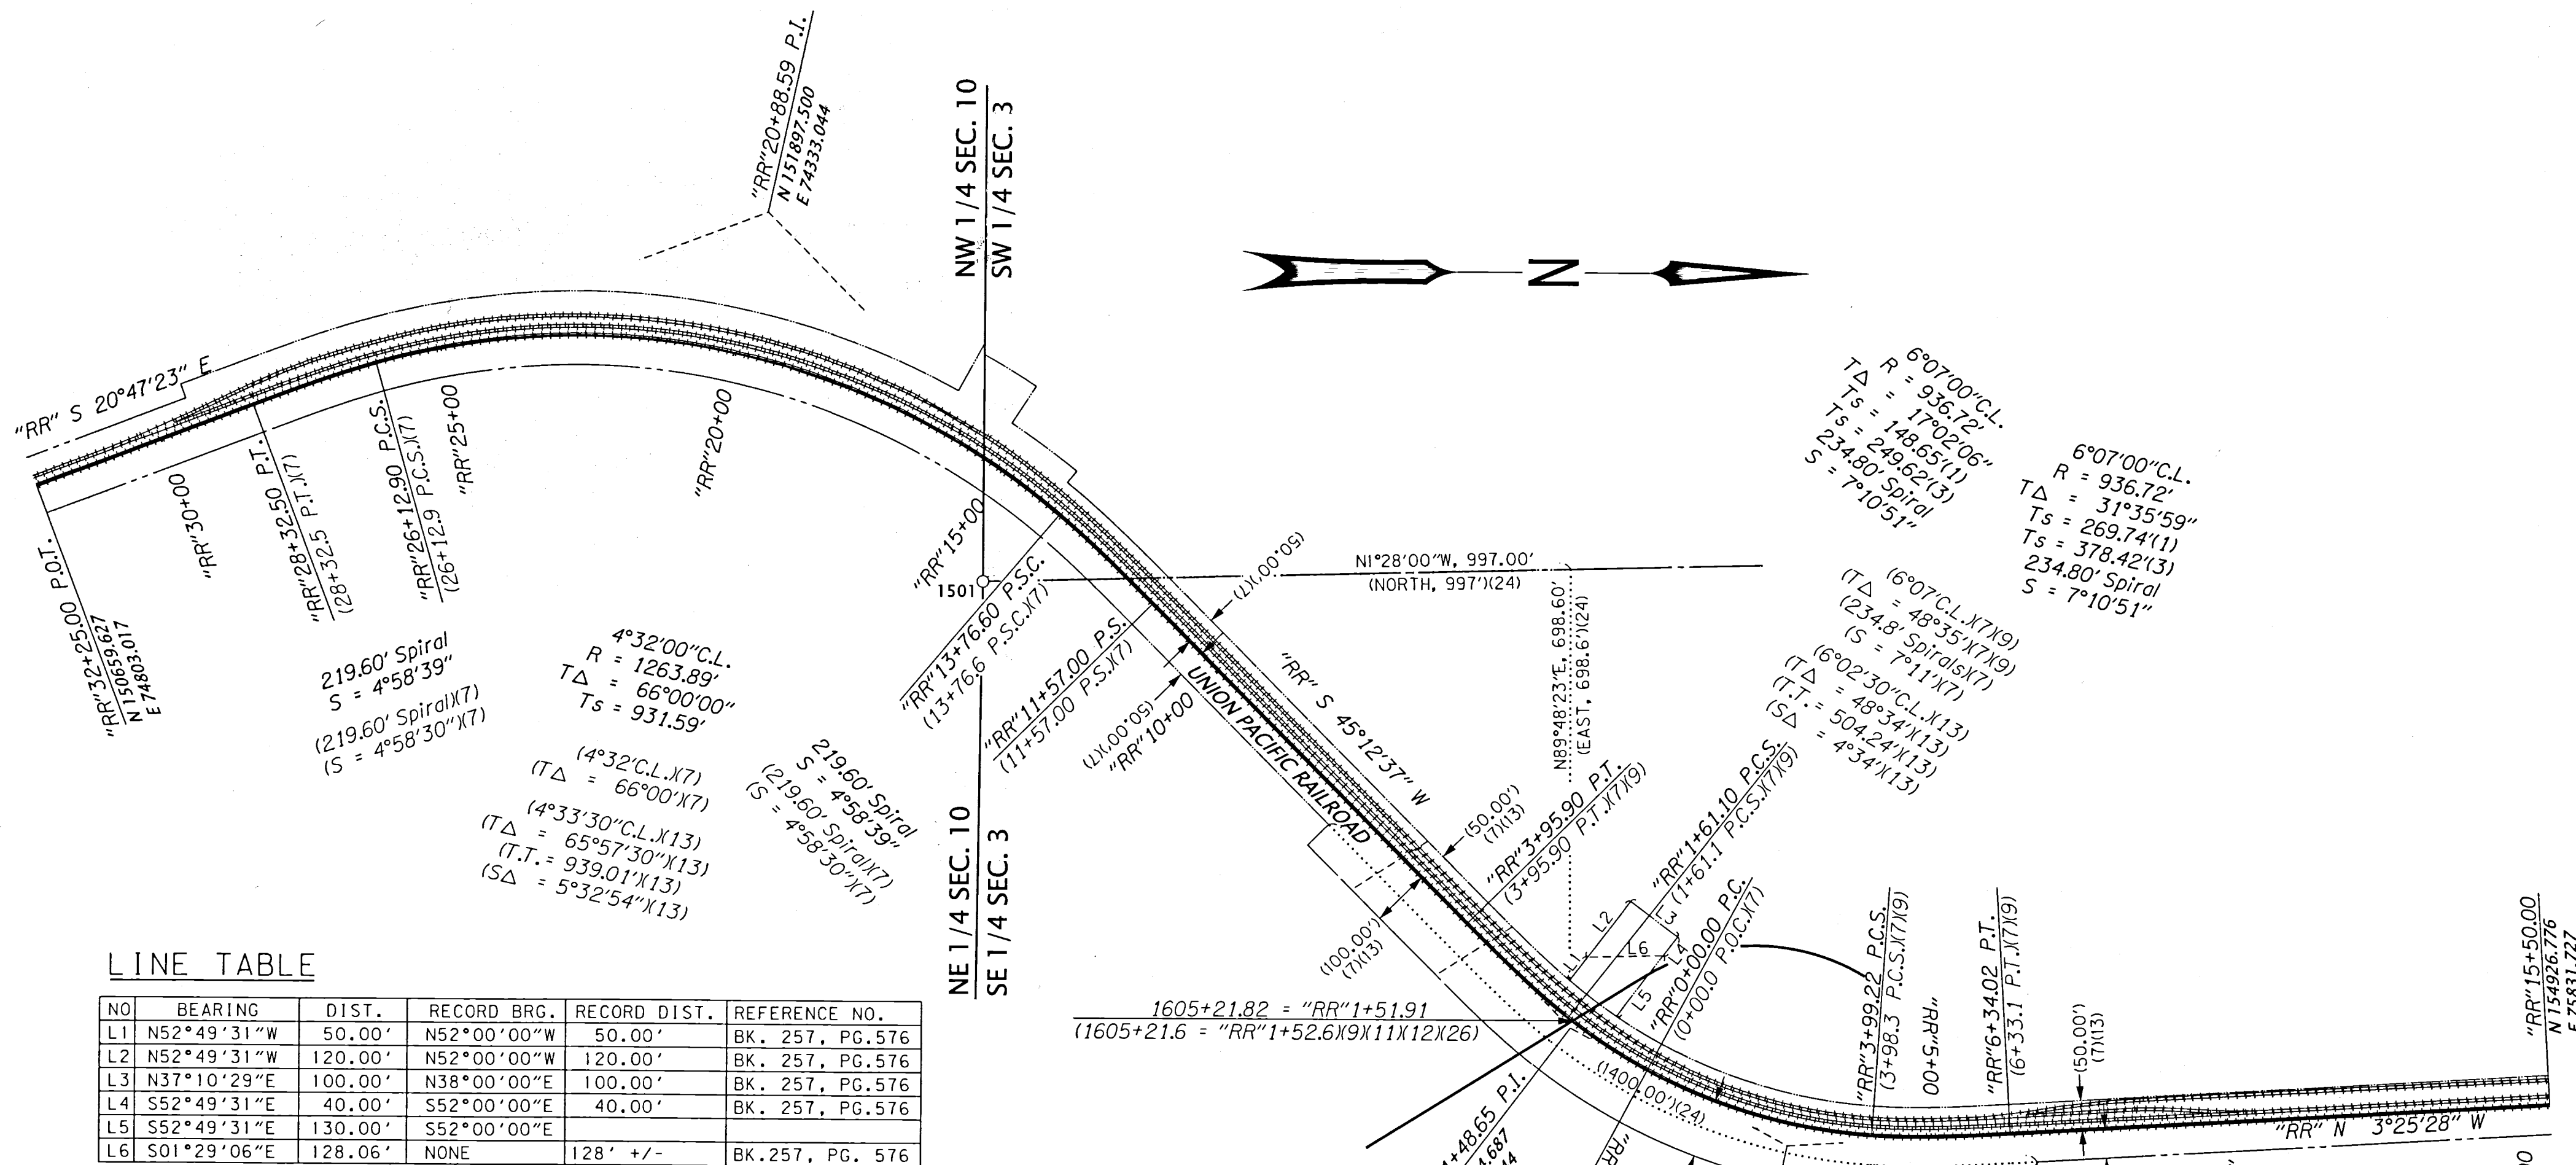 "RR"20+88.59 P.I.
N 151897.500
E 74333.044
NW 1/4 SEC. 10
SW 1/4 SEC. 3
N
"RR" S 20°47'23" E
"RR"32+25.00 P.O.T.
N 150659.627
E 74803.017
"RR"30+00
"RR"28+32.50 P.T.
(28+32.5 P.T.)(7)
"RR"26+12.90 P.C.S.
(26+12.9 P.C.S.)(7)
"RR"25+00
"RR"20+00
"RR"15+00
1501
"RR"13+76.60 P.S.C.
(13+76.6 P.S.C.)(7)
"RR"11+57.00 P.S.
(11+57.00 P.S.)(7)
(50.00')(7)
(50.00')(7)
"RR"10+00
UNION PACIFIC RAILROAD
"RR" S 45°12'37" W
N1°28'00"W, 997.00'
(NORTH, 997')(24)
N89°48'23"E, 698.60'
(EAST, 698.6')(24)
219.60' Spiral
S = 4°58'39"
(219.60' Spiral)(7)
(S = 4°58'30")(7)
4°32'00"C.L.
R = 1263.89'
T△ = 66°00'00"
Ts = 931.59'
(4°32'C.L.)(7)
(T△ = 66°00')(7)
(4°33'30"C.L.)(13)
(T△ = 65°57'30")(13)
(T.T.= 939.01')(13)
(S△ = 5°32'54")(13)
219.60' Spiral
S = 4°58'39"
(219.60' Spiral)(7)
(S = 4°58'30")(7)
6°07'00"C.L.
R = 936.72'
T△ = 17°02'06"
Ts = 148.65'(1)
Ts = 249.62'(3)
234.80' Spiral
S = 7°10'51"
6°07'00"C.L.
R = 936.72'
T△ = 31°35'59"
Ts = 269.74'(1)
Ts = 378.42'(3)
234.80' Spiral
S = 7°10'51"
(6°07'C.L.)(7)(9)
(T△ = 48°35')(7)(9)
(234.8' Spirals)(7)
(S = 7°11')(7)
(6°02'30"C.L.)(13)
(T△ = 48°34')(13)
(T.T. = 504.24')(13)
(S△ = 4°34')(13)
NE 1/4 SEC. 10
SE 1/4 SEC. 3
(50.00')
(7)(13)
(100.00')
(7)(13)
"RR"3+95.90 P.T.
(3+95.90 P.T.)(7)(9)
"RR"1+61.10 P.C.S.
(1+61.1 P.C.S.)(7)(9)
"RR"0+00.00 P.C.
(0+00.0 P.O.C.)(7)
L1
L2
L3
L4
L5
L6
1605+21.82 = "RR"1+51.91
(1605+21.6 = "RR"1+52.6)(9)(11)(12)(26)
(1400.00')(24)
+48.65 P.I.
"RR"3+99.22 P.C.S.
(3+98.3 P.C.S.)(7)(9)
"RR"5+00
"RR"6+34.02 P.T.
(6+33.1 P.T.)(7)(9)
(50.00')
(7)(13)
"RR" N 3°25'28" W
"RR"15+50.00
N 154926.776
E 75831.727
LINE TABLE
NO BEARING DIST. RECORD BRG. RECORD DIST. REFERENCE NO.
L1 N52°49'31"W 50.00' N52°00'00"W 50.00' BK. 257, PG.576
L2 N52°49'31"W 120.00' N52°00'00"W 120.00' BK. 257, PG.576
L3 N37°10'29"E 100.00' N38°00'00"E 100.00' BK. 257, PG.576
L4 S52°49'31"E 40.00' S52°00'00"E 40.00' BK. 257, PG.576
L5 S52°49'31"E 130.00' S52°00'00"E
L6 S01°29'06"E 128.06' NONE 128' +/- BK.257, PG. 576